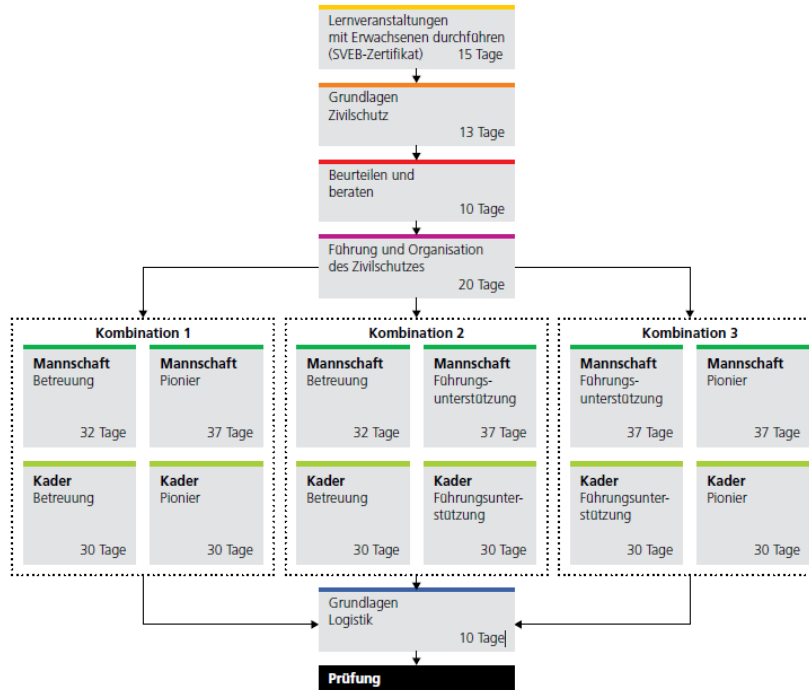 Lernveranstaltungen
mit Erwachsenen durchführen
(SVEB-Zertifikat) 15 Tage
Grundlagen
Zivilschutz
13 Tage
Beurteilen und
beraten
10 Tage
Führung und Organisation
des Zivilschutzes
20 Tage
Kombination 1
Mannschaft
Betreuung
32 Tage
Mannschaft
Pionier
37 Tage
Kader
Betreuung
30 Tage
Kader
Pionier
30 Tage
Kombination 2
Mannschaft
Betreuung
32 Tage
Mannschaft
Führungs-
unterstützung
37 Tage
Kader
Betreuung
30 Tage
Kader
Führungsunter-
stützung
30 Tage
Kombination 3
Mannschaft
Führungs-
unterstützung
37 Tage
Mannschaft
Pionier
37 Tage
Kader
Führungsunter-
stützung
30 Tage
Kader
Pionier
30 Tage
Grundlagen
Logistik
10 Tage
Prüfung